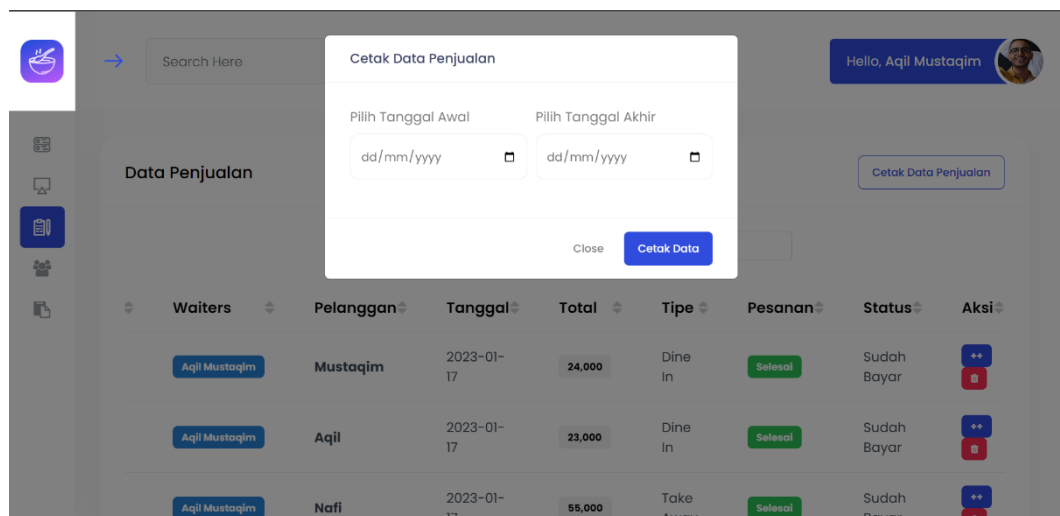 Search Here
Hello, Aqil Mustaqim
Cetak Data Penjualan
Pilih Tanggal Awal Pilih Tanggal Akhir
dd/mm/yyyy dd/mm/yyyy
Close Cetak Data
Data Penjualan
Cetak Data Penjualan
Waiters Pelanggan Tanggal Total Tipe Pesanan Status Aksi
Aqil Mustaqim Mustaqim 2023-01-17 24,000 Dine In Selesai Sudah Bayar
Aqil Mustaqim Aqil 2023-01-17 23,000 Dine In Selesai Sudah Bayar
Aqil Mustaqim Nafi 2023-01-17 55,000 Take Away Selesai Sudah Bayar